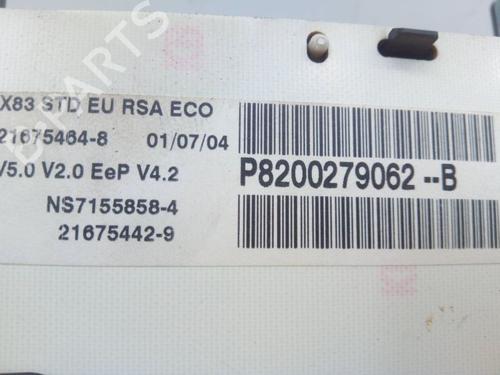 X83 STD EU RSA ECO
21675464-8 01/07/04
V5.0 V2.0 EeP V4.2
NS7155858-4
21675442-9
P8200279062--B
B-PARTS